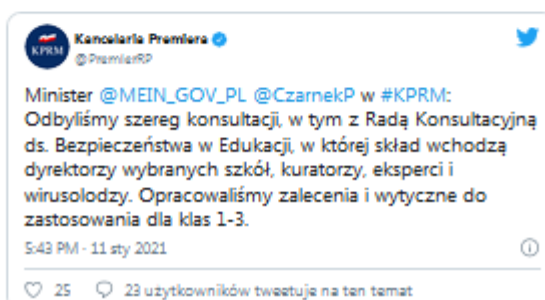 KPRM
Kancelaria Premiera
@PremierRP
Minister @MEIN_GOV_PL @CzarnekP w #KPRM:
Odbyliśmy szereg konsultacji, w tym z Radą Konsultacyjną
ds. Bezpieczeństwa w Edukacji, w której skład wchodzą
dyrektorzy wybranych szkół, kuratorzy, eksperci i
wirusolodzy. Opracowaliśmy zalecenia i wytyczne do
zastosowania dla klas 1-3.
5:43 PM · 11 sty 2021
25 23 użytkowników tweetuje na ten temat